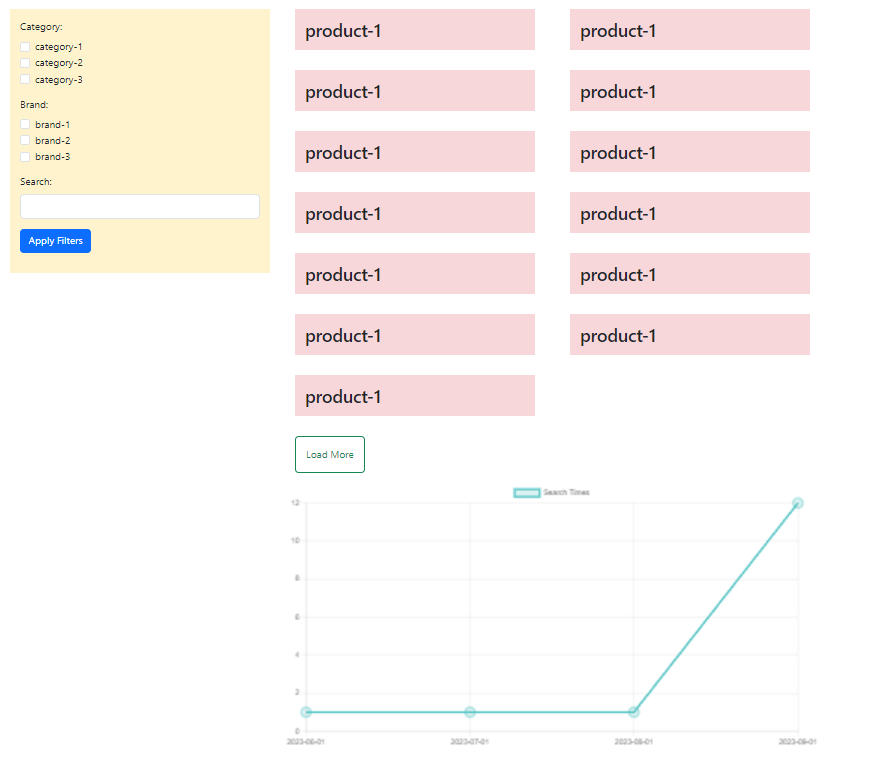 Category:
category-1
category-2
category-3
Brand:
brand-1
brand-2
brand-3
Search:
Apply Filters
product-1
product-1
product-1
product-1
product-1
product-1
product-1
product-1
product-1
product-1
product-1
product-1
product-1
Load More
Search Times
12
10
8
6
4
2
0
2023-06-01
2023-07-01
2023-08-01
2023-09-01